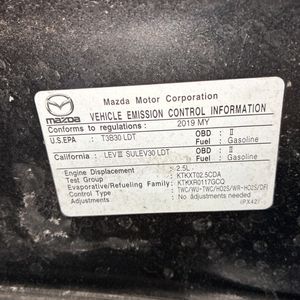 mazda
Mazda Motor Corporation
VEHICLE EMISSION CONTROL INFORMATION
Conforms to regulations : 2019 MY
U.S.EPA : T3B30 LDT OBD : II
Fuel : Gasoline
California : LEVⅢ SULEV30 LDT OBD : II
Fuel : Gasoline
Engine Displacement : 2.5L
Test Group : KTKXT02.5CDA
Evaporative/Refueling Family : KTKXR0117GCQ
Control Type : TWC/WU-TWC/HO2S/WR-HO2S/DFI
Adjustments : No adjustments needed
(PX42)